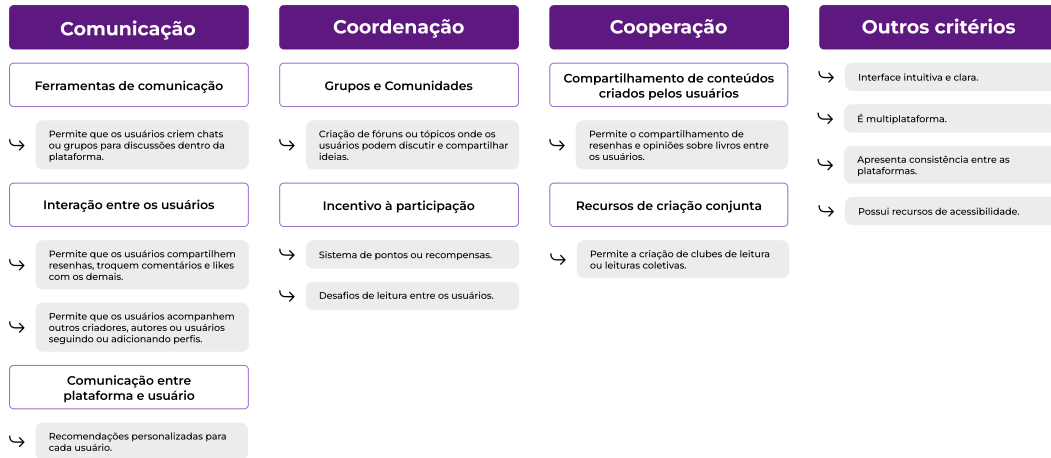 Comunicação
Ferramentas de comunicação
Permite que os usuários criem chats
ou grupos para discussões dentro da
plataforma.
Interação entre os usuários
Permite que os usuários compartilhem
resenhas, troquem comentários e likes
com os demais.
Permite que os usuários acompanhem
outros criadores, autores ou usuários
seguindo ou adicionando perfis.
Comunicação entre
plataforma e usuário
Recomendações personalizadas para
cada usuário.
Coordenação
Grupos e Comunidades
Criação de fóruns ou tópicos onde os
usuários podem discutir e compartilhar
ideias.
Incentivo à participação
Sistema de pontos ou recompensas.
Desafios de leitura entre os usuários.
Cooperação
Compartilhamento de conteúdos
criados pelos usuários
Permite o compartilhamento de
resenhas e opiniões sobre livros entre
os usuários.
Recursos de criação conjunta
Permite a criação de clubes de leitura
ou leituras coletivas.
Outros critérios
Interface intuitiva e clara.
É multiplataforma.
Apresenta consistência entre as
plataformas.
Possui recursos de acessibilidade.